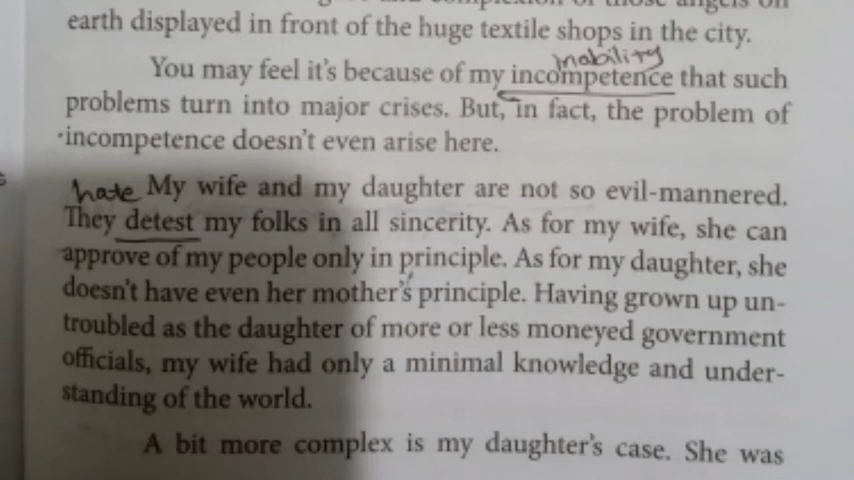 earth displayed in front of the huge textile shops in the city.
inability
You may feel it's because of my incompetence that such
problems turn into major crises. But, in fact, the problem of
incompetence doesn't even arise here.
hate My wife and my daughter are not so evil-mannered.
They detest my folks in all sincerity. As for my wife, she can
approve of my people only in principle. As for my daughter, she
doesn't have even her mother's principle. Having grown up un-
troubled as the daughter of more or less moneyed government
officials, my wife had only a minimal knowledge and under-
standing of the world.
A bit more complex is my daughter's case. She was